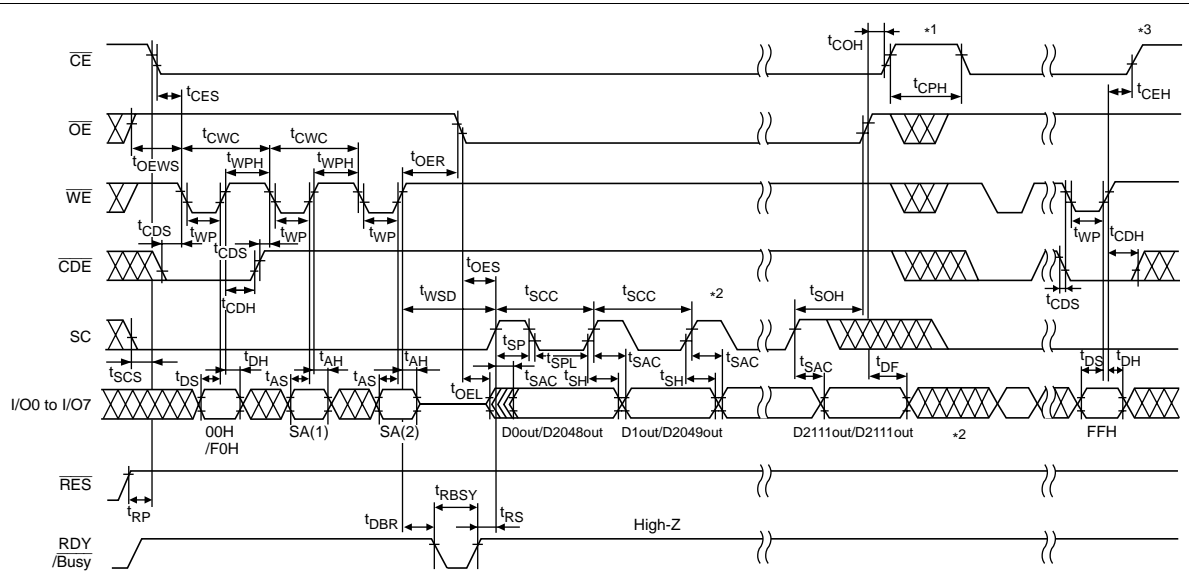 tCOH *1 *3
CE
tCES tCPH tCEH
OE
tCWC tCWC
tOEWS tWPH tWPH tOER
WE
tCDS tWP tCDS tWP tWP tWP tCDH
CDE
tOES
tCDH tWSD tSCC tSCC *2 tSOH tCDS
SC
tSP
tSCS tDS tDH tAS tAH tAS tAH tSPL tSAC tSAC tSAC tDF tDS tDH
tOEL tSAC tSH tSH
I/O0 to I/O7
00H SA(1) SA(2) D0out/D2048out D1out/D2049out D2111out/D2111out *2 FFH
/F0H
RES
tRP tDBR tRBSY tRS
RDY High-Z
/Busy